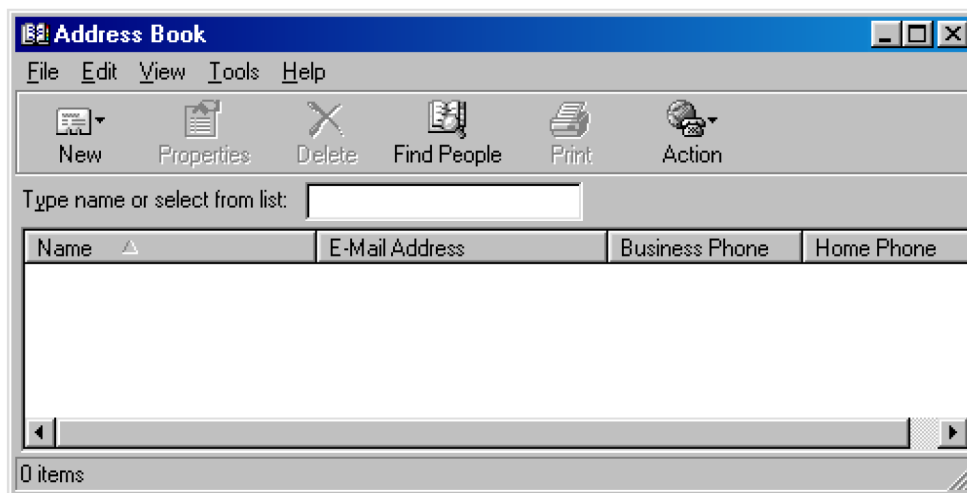 Address Book
File Edit View Tools Help
New Properties Delete Find People Print Action
Type name or select from list:
Name E-Mail Address Business Phone Home Phone
0 items